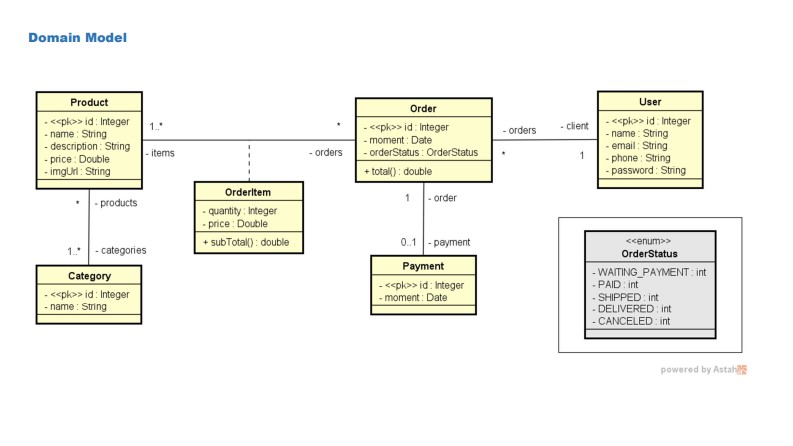 Domain Model
Product
- <<pk>> id : Integer
- name : String
- description : String
- price : Double
- imgUrl : String
1..*
- items
*
- orders
Order
- <<pk>> id : Integer
- moment : Date
- orderStatus : OrderStatus
+ total() : double
- orders
*
- client
1
User
- <<pk>> id : Integer
- name : String
- email : String
- phone : String
- password : String
OrderItem
- quantity : Integer
- price : Double
+ subTotal() : double
*
- products
1..*
- categories
Category
- <<pk>> id : Integer
- name : String
1
- order
0..1
- payment
Payment
- <<pk>> id : Integer
- moment : Date
<<enum>>
OrderStatus
- WAITING_PAYMENT : int
- PAID : int
- SHIPPED : int
- DELIVERED : int
- CANCELED : int
powered by Astah